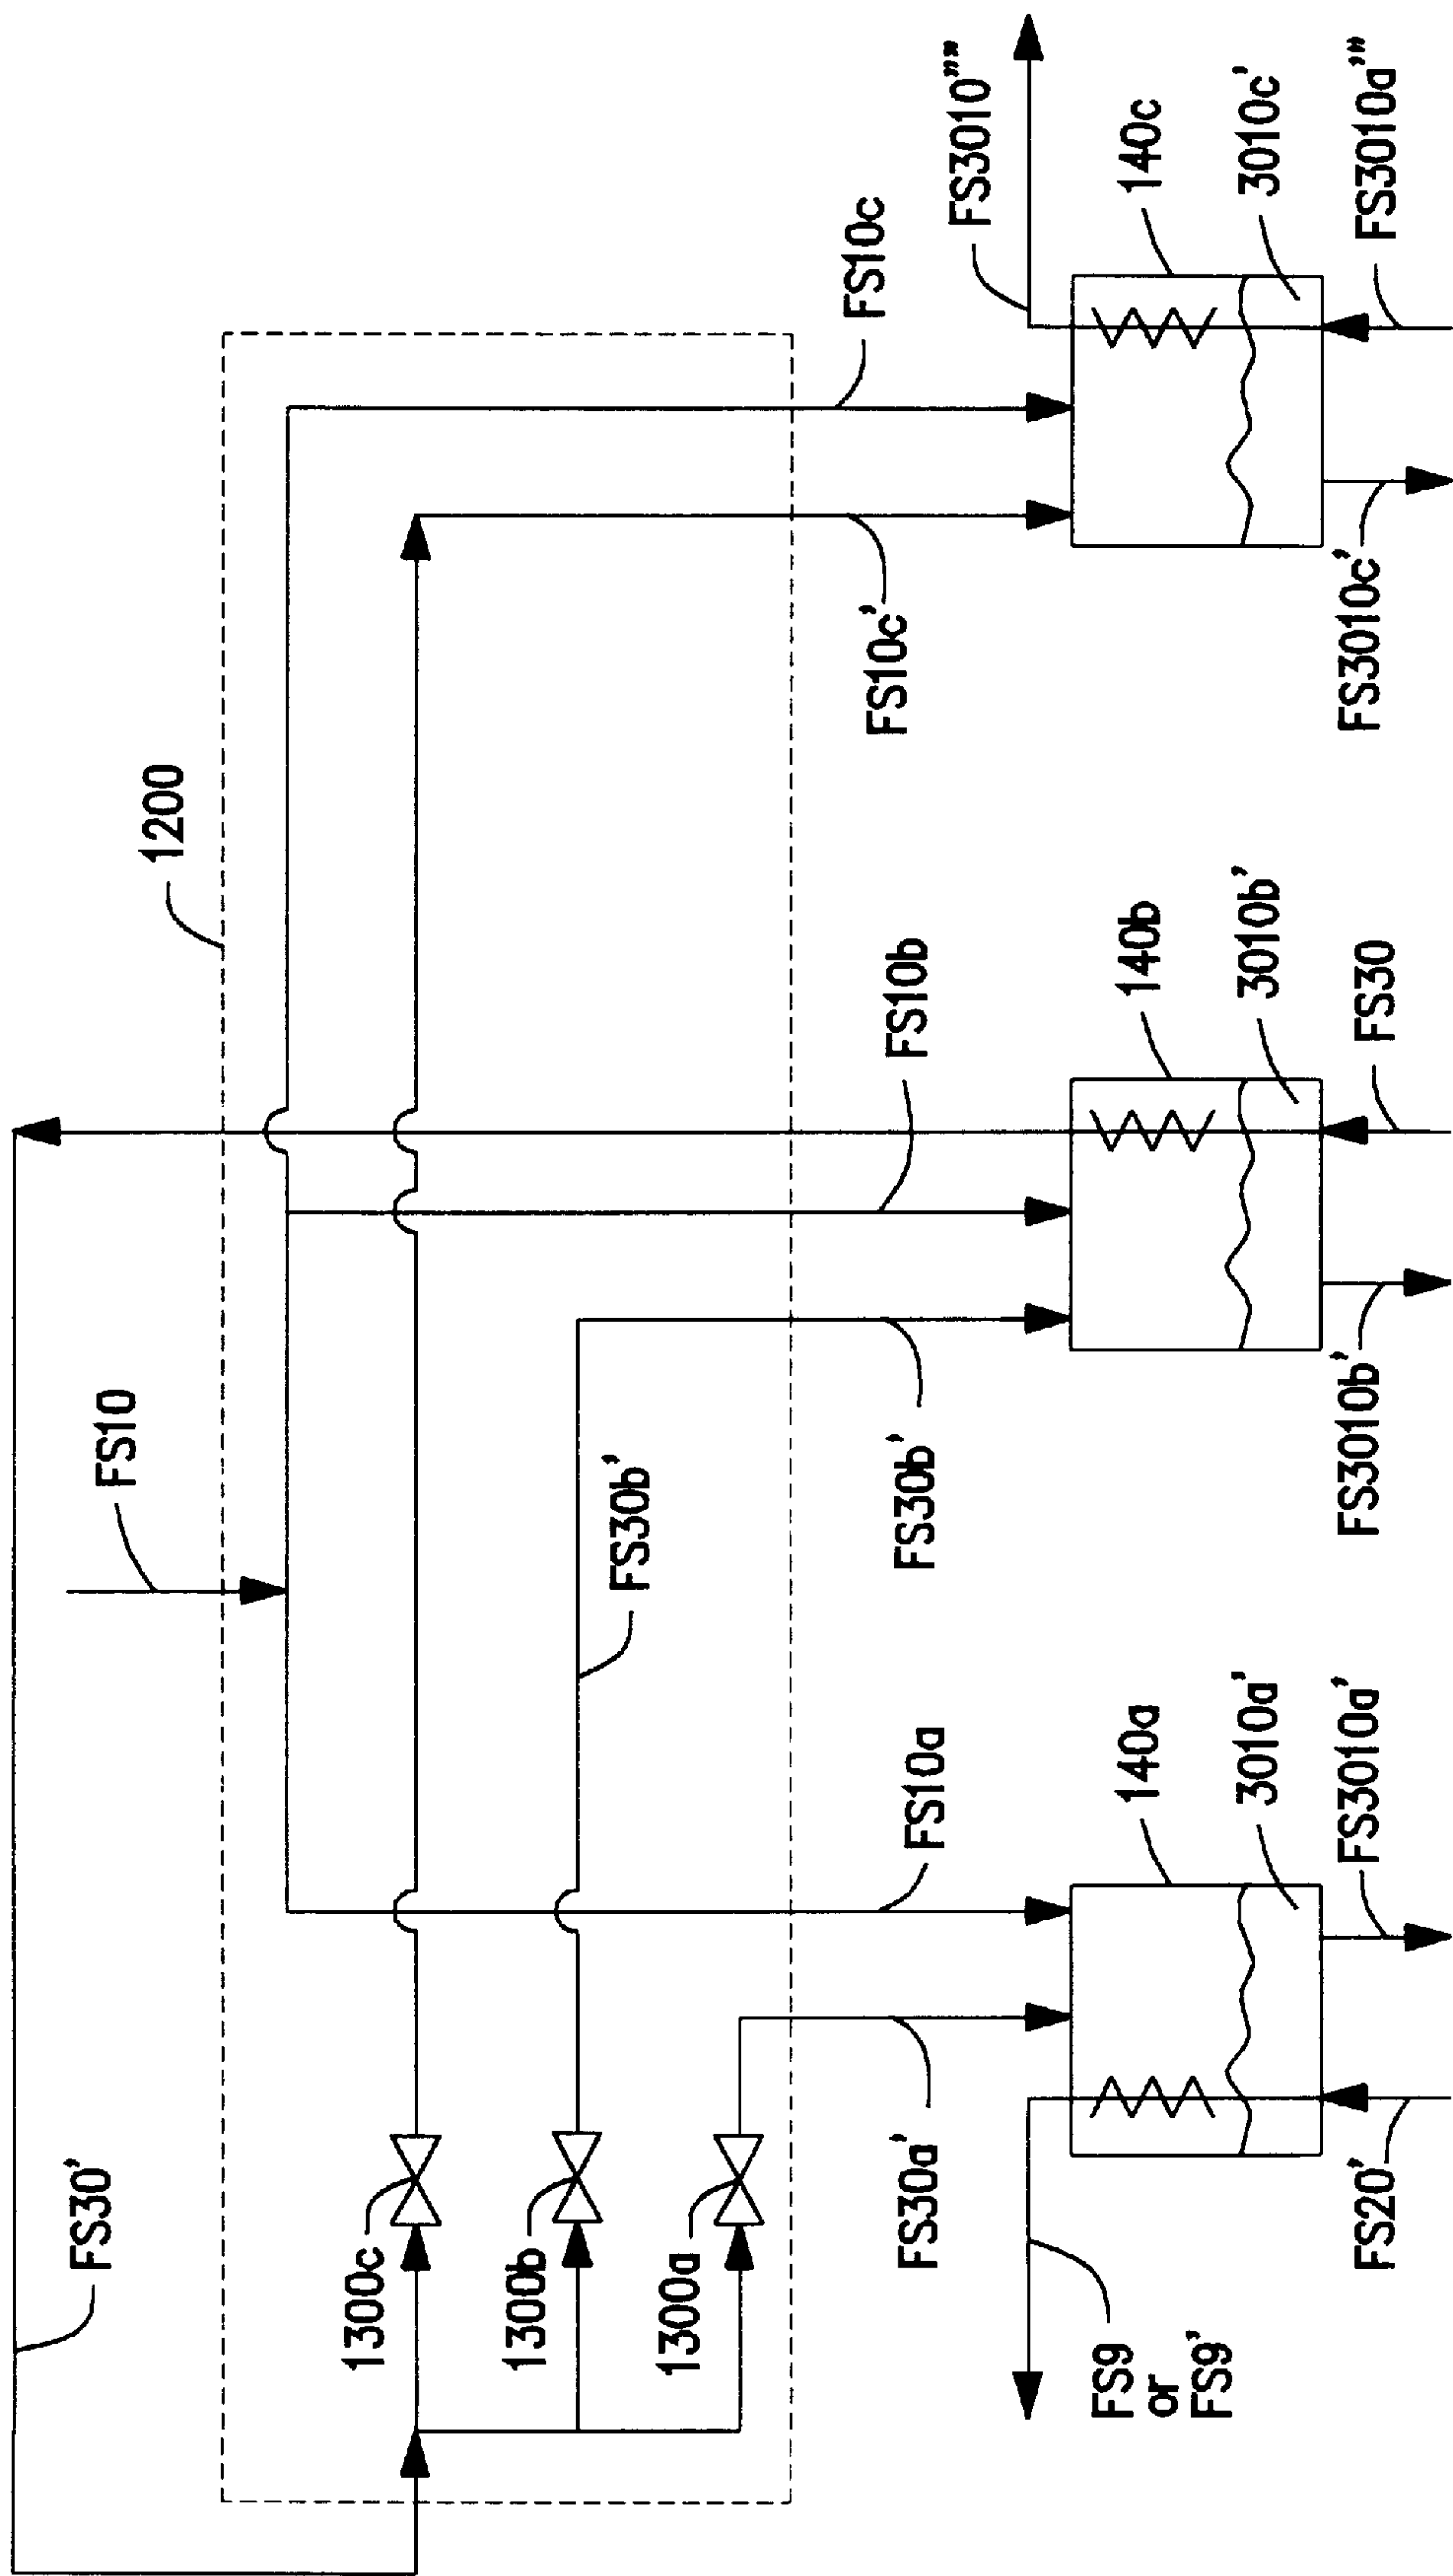 FS30'
FS10
1200
1300c
1300b
1300a
FS30b'
FS30a'
FS10a
FS30b'
FS10b
FS10c'
FS10c
FS9
or
FS9'
140a
3010a'
FS20'
FS3010a'
140b
3010b'
FS3010b'
FS30
FS3010""
140c
3010c'
FS3010c'
FS3010a'"